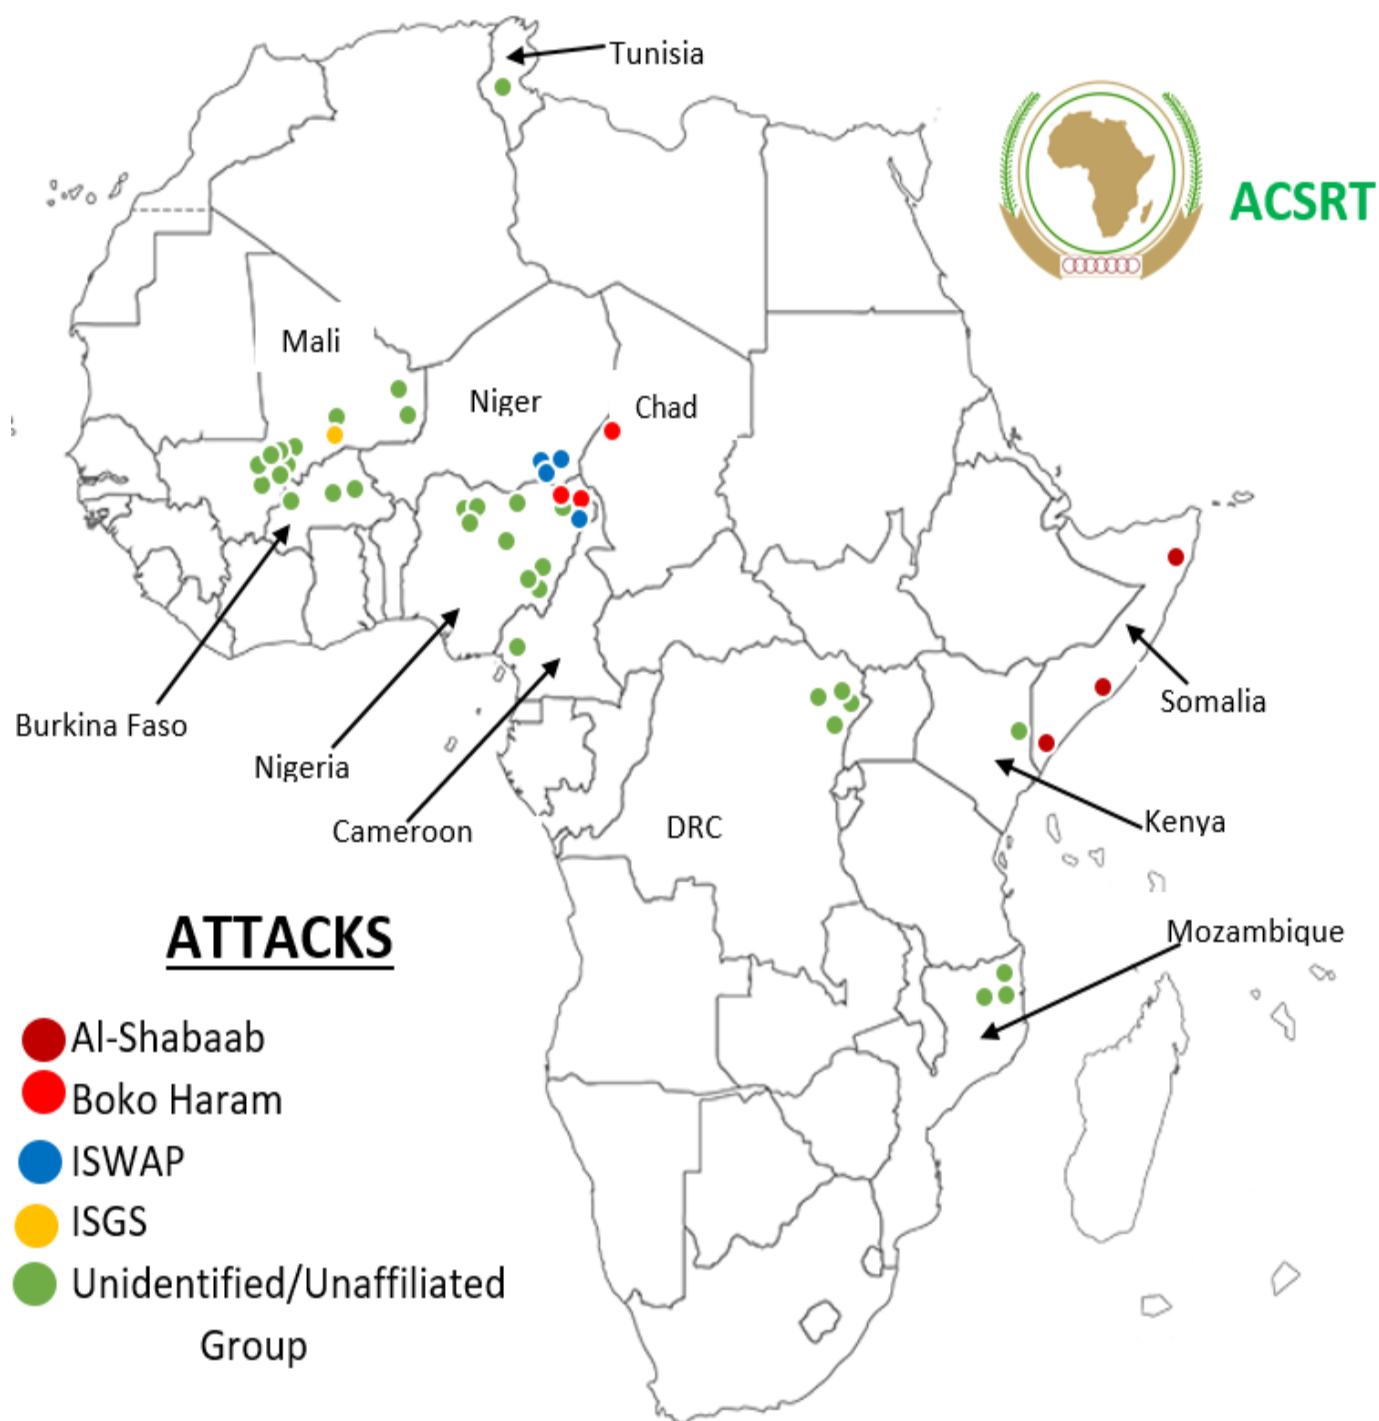 Tunisia
ACSRT
Mali
Niger
Chad
Burkina Faso
Nigeria
Cameroon
Somalia
Kenya
DRC
Mozambique
ATTACKS
Al-Shabaab
Boko Haram
ISWAP
ISGS
Unidentified/Unaffiliated
Group